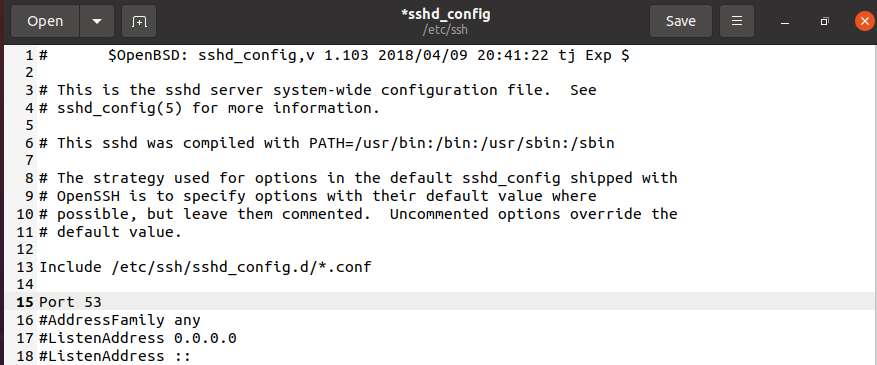 Open
*sshd_config
/etc/ssh
Save
1 #       $OpenBSD: sshd_config,v 1.103 2018/04/09 20:41:22 tj Exp $
2
3 # This is the sshd server system-wide configuration file.  See
4 # sshd_config(5) for more information.
5
6 # This sshd was compiled with PATH=/usr/bin:/bin:/usr/sbin:/sbin
7
8 # The strategy used for options in the default sshd_config shipped with
9 # OpenSSH is to specify options with their default value where
10 # possible, but leave them commented.  Uncommented options override the
11 # default value.
12
13 Include /etc/ssh/sshd_config.d/*.conf
14
15 Port 53
16 #AddressFamily any
17 #ListenAddress 0.0.0.0
18 #ListenAddress ::